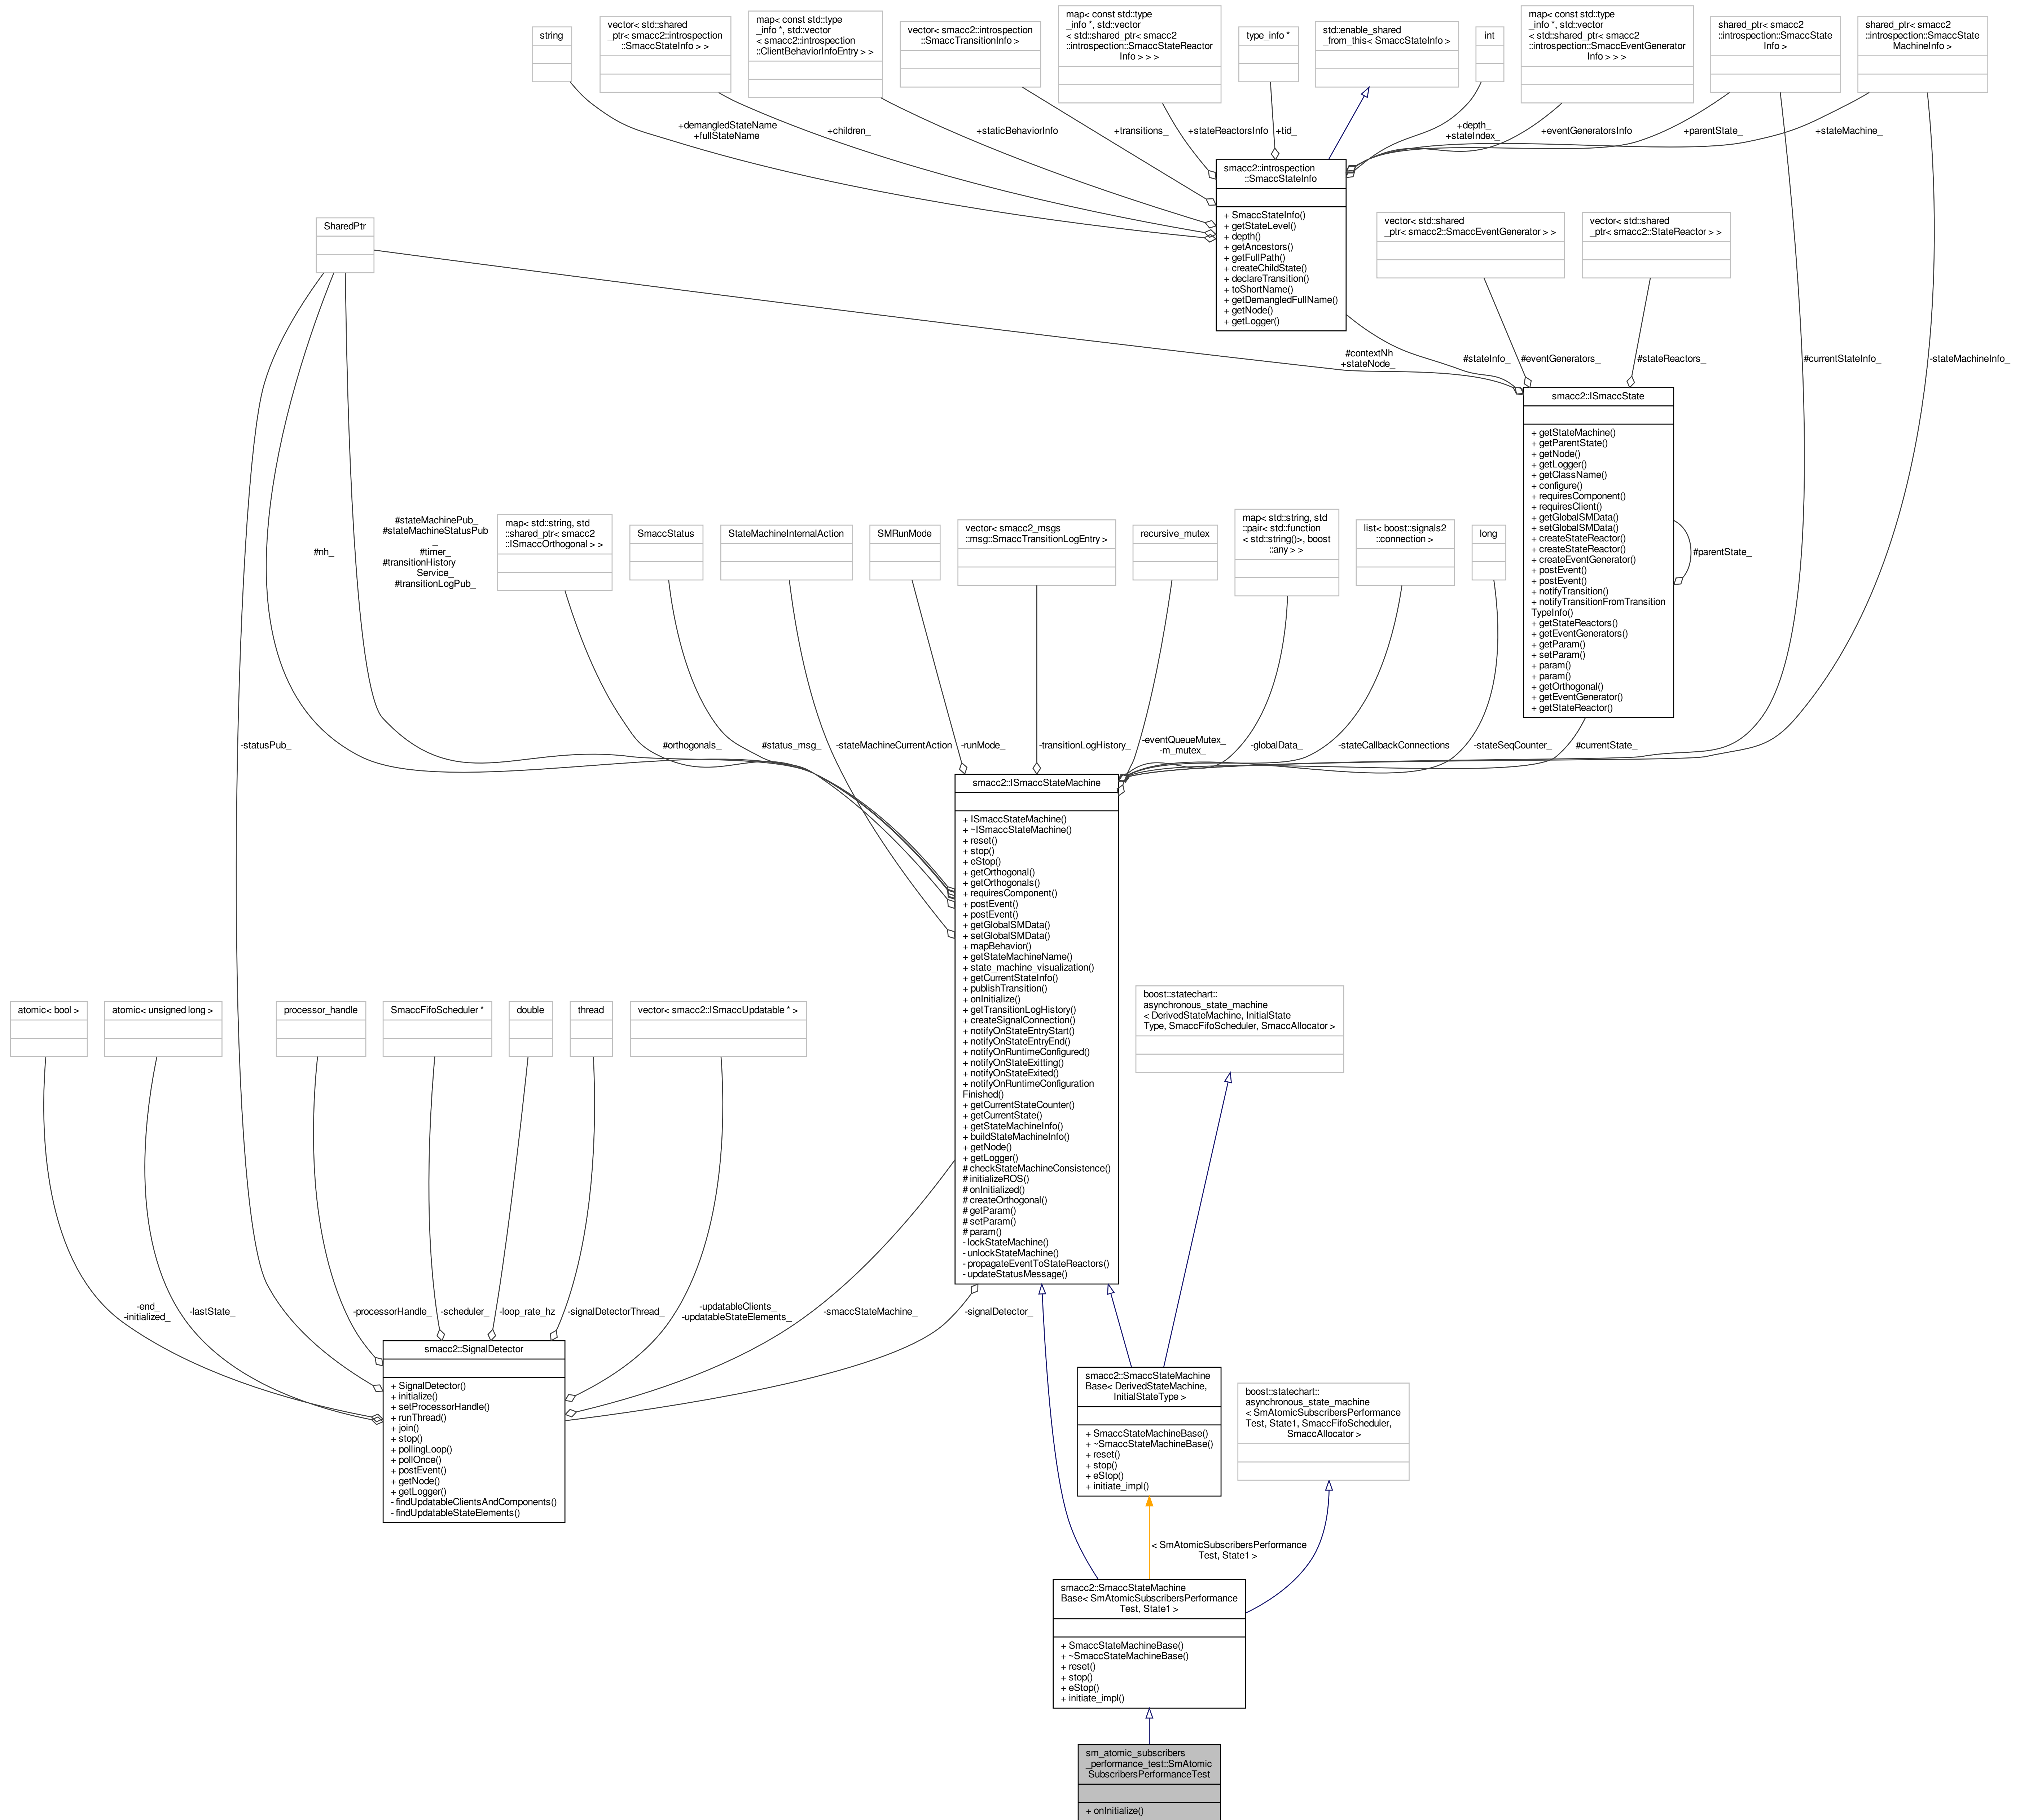 string
vector< std::shared
_ptr< smacc2::introspection
::SmaccStateInfo > >
map< const std::type
_info *, std::vector
< smacc2::introspection
::ClientBehaviorInfoEntry > >
vector< smacc2::introspection
::SmaccTransitionInfo >
map< const std::type
_info *, std::vector
< std::shared_ptr< smacc2
::introspection::SmaccStateReactor
Info > > >
type_info *
std::enable_shared
_from_this< SmaccStateInfo >
int
map< const std::type
_info *, std::vector
< std::shared_ptr< smacc2
::introspection::SmaccEventGenerator
Info > > >
shared_ptr< smacc2
::introspection::SmaccState
Info >
shared_ptr< smacc2
::introspection::SmaccState
MachineInfo >
+demangledStateName
+fullStateName
+children_
+staticBehaviorInfo
+transitions_
+stateReactorsInfo
+tid_
+depth_
+stateIndex_
+eventGeneratorsInfo
+parentState_
+stateMachine_
smacc2::introspection
::SmaccStateInfo
+ SmaccStateInfo()
+ getStateLevel()
+ depth()
+ getAncestors()
+ getFullPath()
+ createChildState()
+ declareTransition()
+ toShortName()
+ getDemangledFullName()
+ getNode()
+ getLogger()
SharedPtr
vector< std::shared
_ptr< smacc2::SmaccEventGenerator > >
vector< std::shared
_ptr< smacc2::StateReactor > >
#contextNh
+stateNode_
#stateInfo_
#eventGenerators_
#stateReactors_
#currentStateInfo_
-stateMachineInfo_
smacc2::ISmaccState
+ getStateMachine()
+ getParentState()
+ getNode()
+ getLogger()
+ getClassName()
+ configure()
+ requiresComponent()
+ requiresClient()
+ getGlobalSMData()
+ setGlobalSMData()
+ createStateReactor()
+ createStateReactor()
+ createEventGenerator()
+ postEvent()
+ postEvent()
+ notifyTransition()
+ notifyTransitionFromTransition
TypeInfo()
+ getStateReactors()
+ getEventGenerators()
+ getParam()
+ setParam()
+ param()
+ param()
+ getOrthogonal()
+ getEventGenerator()
+ getStateReactor()
#parentState_
#nh_
#stateMachinePub_
#stateMachineStatusPub
_
#timer_
#transitionHistory
Service_
#transitionLogPub_
map< std::string, std
::shared_ptr< smacc2
::ISmaccOrthogonal > >
SmaccStatus
StateMachineInternalAction
SMRunMode
vector< smacc2_msgs
::msg::SmaccTransitionLogEntry >
recursive_mutex
map< std::string, std
::pair< std::function
< std::string()>, boost
::any > >
list< boost::signals2
::connection >
long
-statusPub_
#orthogonals_
#status_msg_
-stateMachineCurrentAction
-runMode_
-transitionLogHistory_
-eventQueueMutex_
-m_mutex_
-globalData_
-stateCallbackConnections
-stateSeqCounter_
#currentState_
smacc2::ISmaccStateMachine
+ ISmaccStateMachine()
+ ~ISmaccStateMachine()
+ reset()
+ stop()
+ eStop()
+ getOrthogonal()
+ getOrthogonals()
+ requiresComponent()
+ postEvent()
+ postEvent()
+ getGlobalSMData()
+ setGlobalSMData()
+ mapBehavior()
+ getStateMachineName()
+ state_machine_visualization()
+ getCurrentStateInfo()
+ publishTransition()
+ onInitialize()
+ getTransitionLogHistory()
+ createSignalConnection()
+ notifyOnStateEntryStart()
+ notifyOnStateEntryEnd()
+ notifyOnRuntimeConfigured()
+ notifyOnStateExitting()
+ notifyOnStateExited()
+ notifyOnRuntimeConfiguration
Finished()
+ getCurrentStateCounter()
+ getCurrentState()
+ getStateMachineInfo()
+ buildStateMachineInfo()
+ getNode()
+ getLogger()
# checkStateMachineConsistence()
# initializeROS()
# onInitialized()
# createOrthogonal()
# getParam()
# setParam()
# param()
- lockStateMachine()
- unlockStateMachine()
- propagateEventToStateReactors()
- updateStatusMessage()
atomic< bool >
atomic< unsigned long >
processor_handle
SmaccFifoScheduler *
double
thread
vector< smacc2::ISmaccUpdatable * >
boost::statechart::
asynchronous_state_machine
< DerivedStateMachine, InitialState
Type, SmaccFifoScheduler, SmaccAllocator >
-end_
-initialized_
-lastState_
-processorHandle_
-scheduler_
-loop_rate_hz
-signalDetectorThread_
-updatableClients_
-updatableStateElements_
-smaccStateMachine_
-signalDetector_
smacc2::SignalDetector
+ SignalDetector()
+ initialize()
+ setProcessorHandle()
+ runThread()
+ join()
+ stop()
+ pollingLoop()
+ pollOnce()
+ postEvent()
+ getNode()
+ getLogger()
- findUpdatableClientsAndComponents()
- findUpdatableStateElements()
smacc2::SmaccStateMachine
Base< DerivedStateMachine,
InitialStateType >
+ SmaccStateMachineBase()
+ ~SmaccStateMachineBase()
+ reset()
+ stop()
+ eStop()
+ initiate_impl()
boost::statechart::
asynchronous_state_machine
< SmAtomicSubscribersPerformance
Test, State1, SmaccFifoScheduler,
SmaccAllocator >
< SmAtomicSubscribersPerformance
Test, State1 >
smacc2::SmaccStateMachine
Base< SmAtomicSubscribersPerformance
Test, State1 >
+ SmaccStateMachineBase()
+ ~SmaccStateMachineBase()
+ reset()
+ stop()
+ eStop()
+ initiate_impl()
sm_atomic_subscribers
_performance_test::SmAtomic
SubscribersPerformanceTest
+ onInitialize()